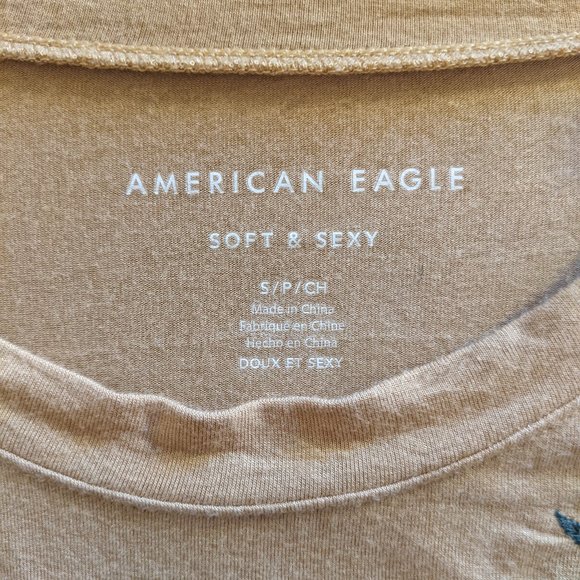 AMERICAN EAGLE
SOFT & SEXY
S/P/CH
Made in China
Fabriqué en Chine
Hecho en China
DOUX ET SEXY